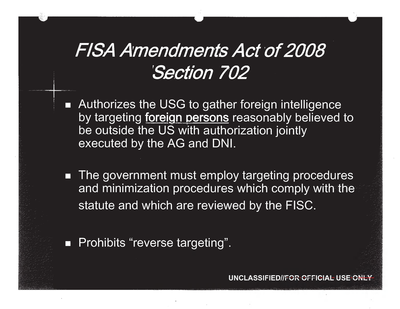 FISA Amendments Act of 2008
Section 702
■ Authorizes the USG to gather foreign intelligence
by targeting foreign persons reasonably believed to
be outside the US with authorization jointly
executed by the AG and DNI.
■ The government must employ targeting procedures
and minimization procedures which comply with the
statute and which are reviewed by the FISC.
■ Prohibits “reverse targeting”.
UNCLASSIFIED//FOR OFFICIAL USE ONLY